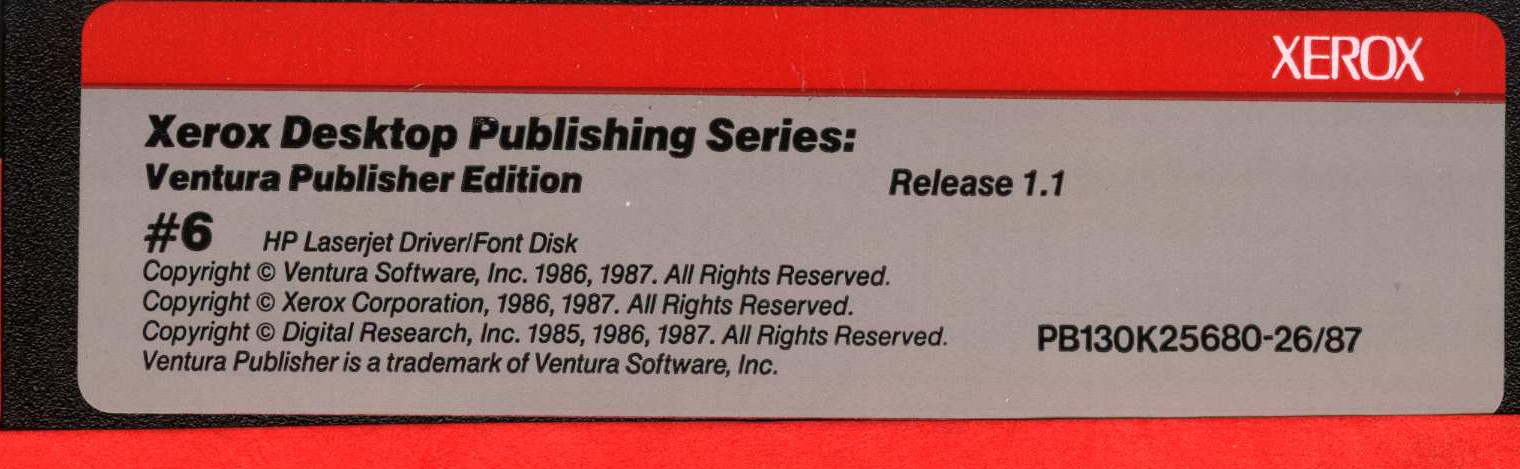 XEROX
Xerox Desktop Publishing Series:
Ventura Publisher Edition Release 1.1
#6 HP Laserjet Driver/Font Disk
Copyright © Ventura Software, Inc. 1986, 1987. All Rights Reserved.
Copyright © Xerox Corporation, 1986, 1987. All Rights Reserved.
Copyright © Digital Research, Inc. 1985, 1986, 1987. All Rights Reserved. PB130K25680-26/87
Ventura Publisher is a trademark of Ventura Software, Inc.